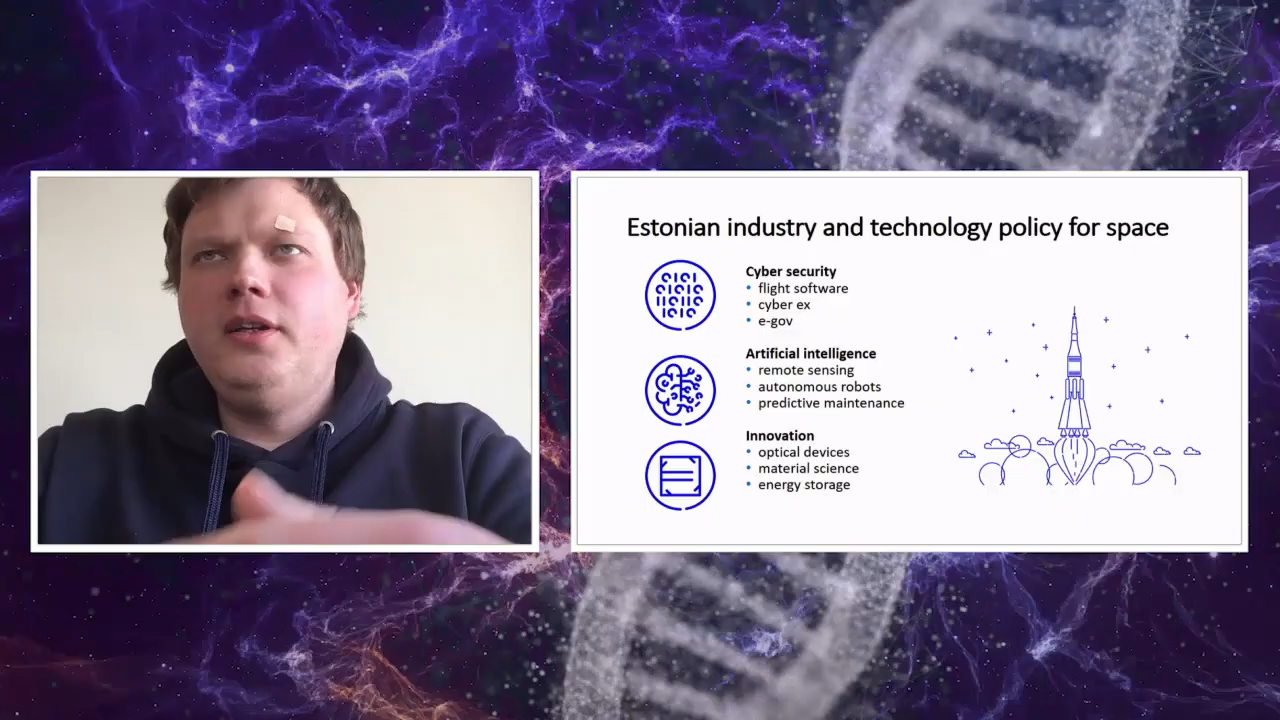 Estonian industry and technology policy for space
Cyber security
• flight software
• cyber ex
• e-gov
Artificial intelligence
• remote sensing
• autonomous robots
• predictive maintenance
Innovation
• optical devices
• material science
• energy storage